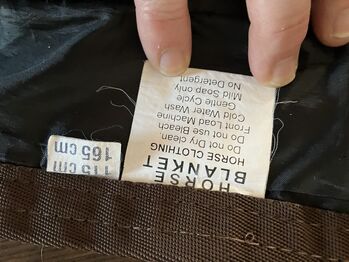 HORSE
BLANKET
HORSE CLOTHING
Do not Dry clean.
Do not use Bleach
Front Load Machine
Cold Water Wash
Gentle Cycle
Mild Soap only
No Detergent
115 cm
165 cm